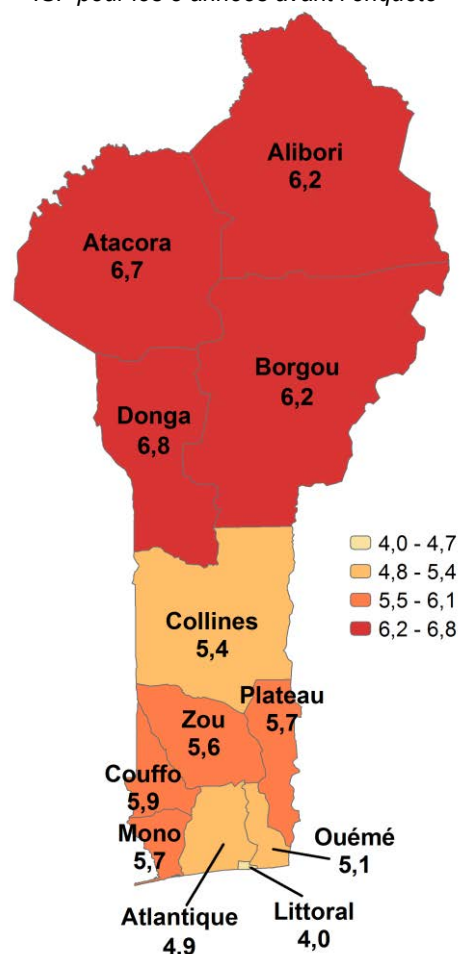 ISF pour les 3 années avant l'enquête
Alibori
6,2
Atacora
6,7
Borgou
6,2
Donga
6,8
4,0 - 4,7
4,8 - 5,4
5,5 - 6,1
6,2 - 6,8
Collines
5,4
Plateau
5,7
Zou
5,6
Couffo
5,9
Mono
5,7
Ouémé
5,1
Atlantique
4,9
Littoral
4,0